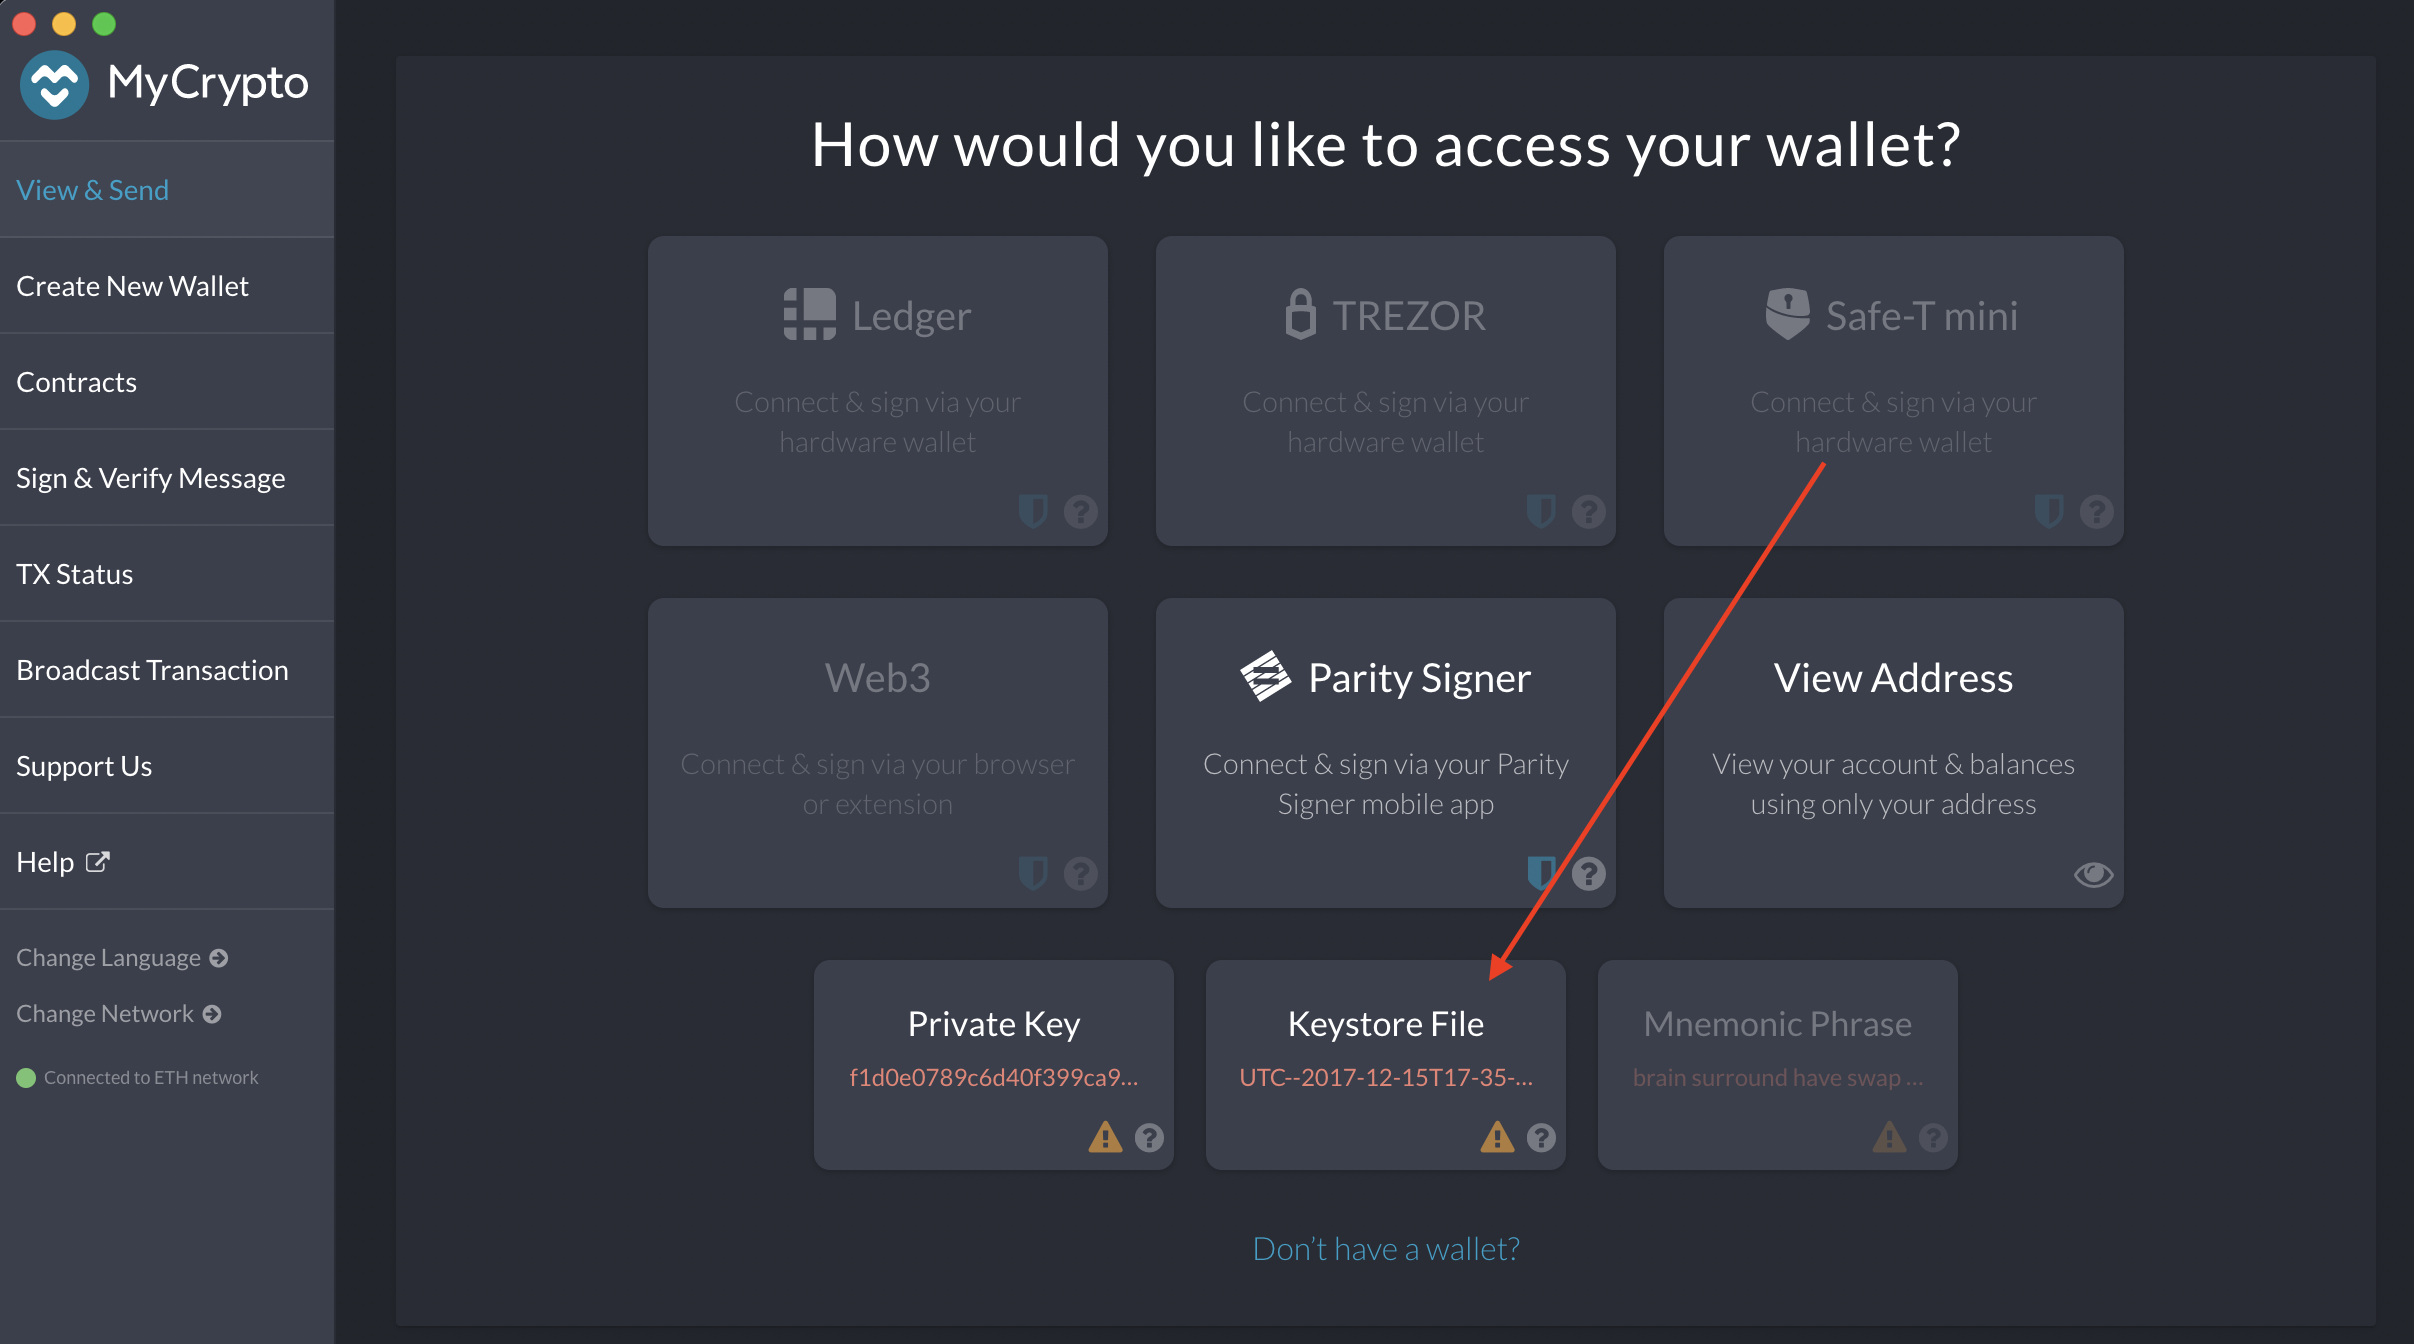 MyCrypto
View & Send
Create New Wallet
Contracts
Sign & Verify Message
TX Status
Broadcast Transaction
Support Us
Help
Change Language
Change Network
Connected to ETH network
How would you like to access your wallet?
Ledger
Connect & sign via your
hardware wallet
TREZOR
Connect & sign via your
hardware wallet
Safe-T mini
Connect & sign via your
hardware wallet
Web3
Connect & sign via your browser
or extension
Parity Signer
Connect & sign via your Parity
Signer mobile app
View Address
View your account & balances
using only your address
Private Key
f1d0e0789c6d40f399ca9...
Keystore File
UTC--2017-12-15T17-35-...
Mnemonic Phrase
brain surround have swap ...
Don't have a wallet?